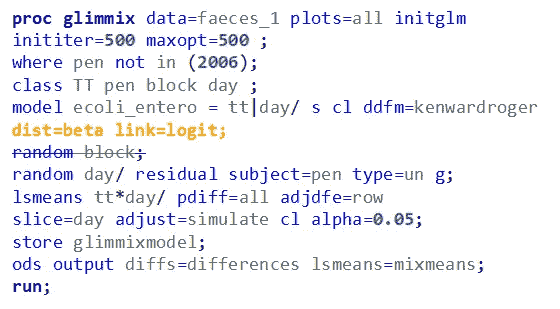 proc glimmix data=faeces_1 plots=all initglm
inititer=500 maxopt=500 ;
where pen not in (2006);
class TT pen block day ;
model ecoli_entero = tt|day/ s cl ddfm=kenwardroger
dist=beta link=logit;
random block;
random day/ residual subject=pen type=un g;
lsmeans tt*day/ pdiff=all adjdfe=row
slice=day adjust=simulate cl alpha=0.05;
store glimmixmodel;
ods output diffs=differences lsmeans=mixmeans;
run;